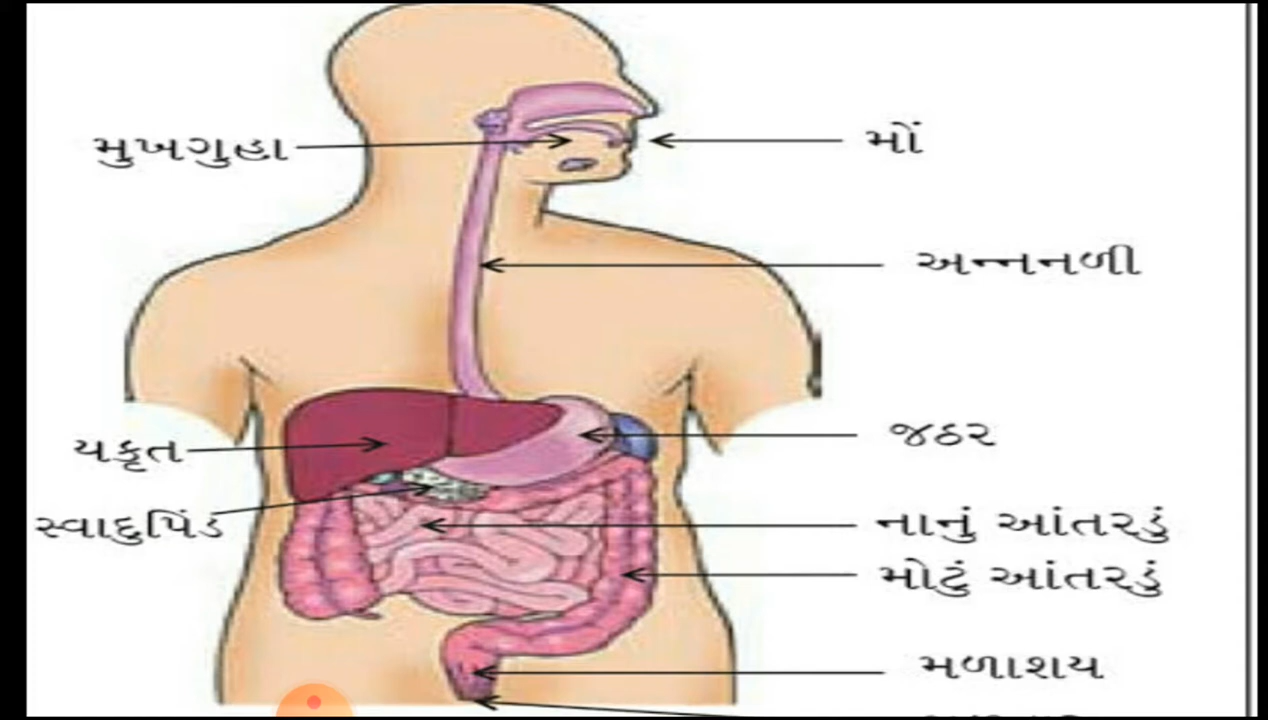 મુખગુહા
મોં
અન્નનળી
યકૃત
જઠર
સ્વાદુપિંડ
નાનું આંતરડું
મોટું આંતરડું
મળાશય